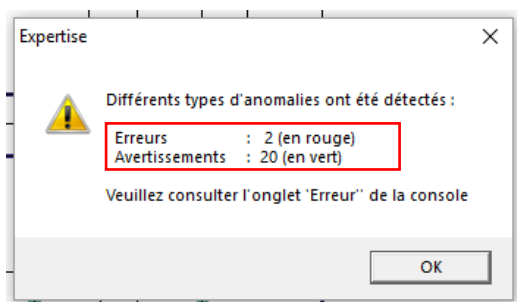 Expertise
Différents types d'anomalies ont été détectés :
Erreurs : 2 (en rouge)
Avertissements : 20 (en vert)
Veuillez consulter l'onglet 'Erreur'' de la console
OK